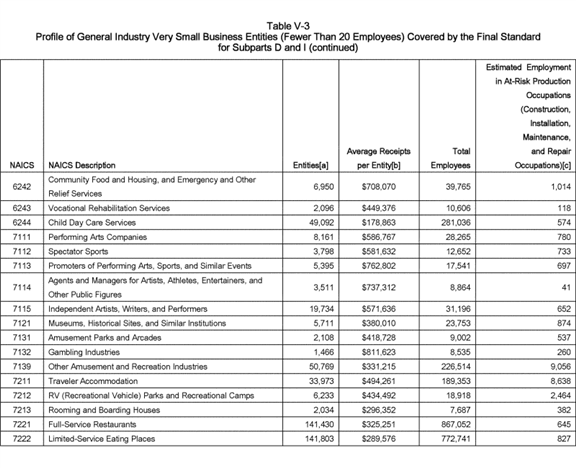 Table V-3
Profile of General Industry Very Small Business Entities (Fewer Than 20 Employees) Covered by the Final Standard
for Subparts D and I (continued)
NAICS NAICS Description Entities[a] Average Receipts per Entity[b] Total Employees Estimated Employment in At-Risk Production Occupations (Construction, Installation, Maintenance, and Repair Occupations)[c]
6242 Community Food and Housing, and Emergency and Other Relief Services 6,950 $708,070 39,765 1,014
6243 Vocational Rehabilitation Services 2,096 $449,376 10,606 118
6244 Child Day Care Services 49,092 $178,863 281,036 574
7111 Performing Arts Companies 8,161 $586,767 28,265 780
7112 Spectator Sports 3,798 $581,632 12,652 733
7113 Promoters of Performing Arts, Sports, and Similar Events 5,395 $762,802 17,541 697
7114 Agents and Managers for Artists, Athletes, Entertainers, and Other Public Figures 3,511 $737,312 8,864 41
7115 Independent Artists, Writers, and Performers 19,734 $571,636 31,196 652
7121 Museums, Historical Sites, and Similar Institutions 5,711 $380,010 23,753 874
7131 Amusement Parks and Arcades 2,108 $418,728 9,002 537
7132 Gambling Industries 1,466 $811,623 8,535 260
7139 Other Amusement and Recreation Industries 50,769 $331,215 226,514 9,056
7211 Traveler Accommodation 33,973 $494,261 189,353 8,638
7212 RV (Recreational Vehicle) Parks and Recreational Camps 6,233 $434,492 18,918 2,464
7213 Rooming and Boarding Houses 2,034 $296,352 7,687 382
7221 Full-Service Restaurants 141,430 $325,251 867,052 645
7222 Limited-Service Eating Places 141,803 $289,576 772,741 827